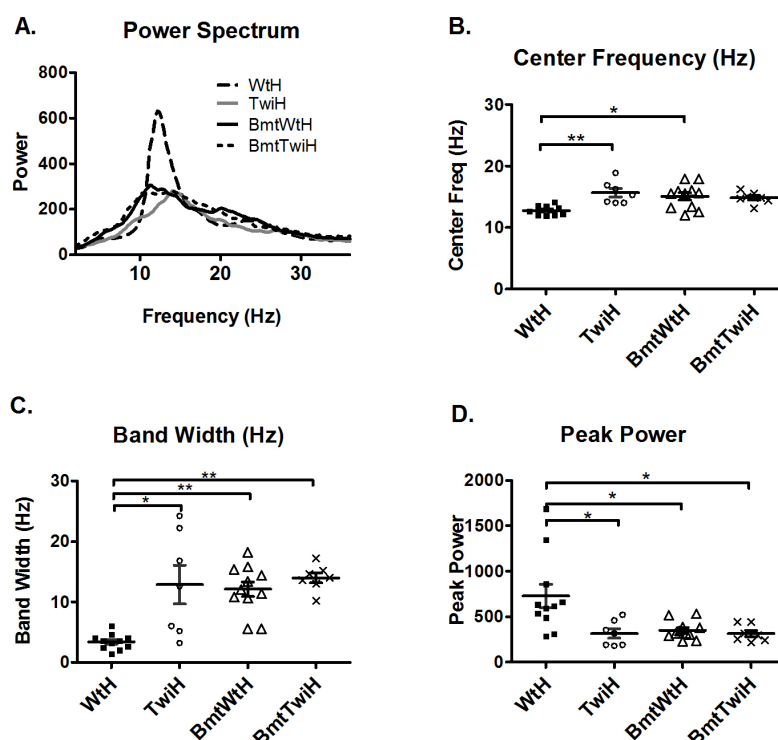 A.
Power Spectrum
800
600
400
200
0
Power
10
20
30
Frequency (Hz)
WtH
TwiH
BmtWtH
BmtTwiH
B.
Center Frequency (Hz)
30
20
10
0
Center Freq (Hz)
*
**
WtH
TwiH
BmtWtH
BmtTwiH
C.
Band Width (Hz)
30
20
10
0
Band Width (Hz)
**
**
*
WtH
TwiH
BmtWtH
BmtTwiH
D.
Peak Power
2000
1500
1000
500
0
Peak Power
*
*
*
WtH
TwiH
BmtWtH
BmtTwiH